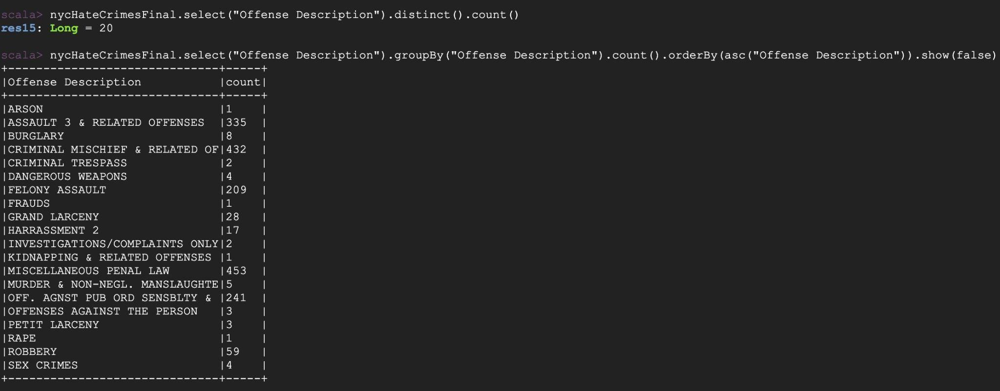 scala> nycHateCrimesFinal.select("Offense Description").distinct().count()
res15: Long = 20
scala> nycHateCrimesFinal.select("Offense Description").groupBy("Offense Description").count().orderBy(asc("Offense Description")).show(false)
+------------------------------+-----+
|Offense Description           |count|
+------------------------------+-----+
|ARSON                         |1    |
|ASSAULT 3 & RELATED OFFENSES  |335  |
|BURGLARY                      |8    |
|CRIMINAL MISCHIEF & RELATED OF|432  |
|CRIMINAL TRESPASS             |2    |
|DANGEROUS WEAPONS             |4    |
|FELONY ASSAULT                |209  |
|FRAUDS                        |1    |
|GRAND LARCENY                 |28   |
|HARRASSMENT 2                 |17   |
|INVESTIGATIONS/COMPLAINTS ONLY|2    |
|KIDNAPPING & RELATED OFFENSES |1    |
|MISCELLANEOUS PENAL LAW       |453  |
|MURDER & NON-NEGL. MANSLAUGHTE|5    |
|OFF. AGNST PUB ORD SENSBLTY & |241  |
|OFFENSES AGAINST THE PERSON   |3    |
|PETIT LARCENY                 |3    |
|RAPE                          |1    |
|ROBBERY                       |59   |
|SEX CRIMES                    |4    |
+------------------------------+-----+